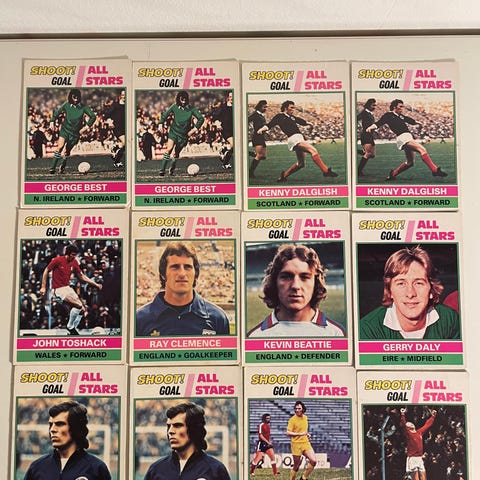 SHOOT! ALL
GOAL STARS
GEORGE BEST
N. IRELAND ★ FORWARD
SHOOT! ALL
GOAL STARS
GEORGE BEST
N. IRELAND ★ FORWARD
SHOOT! ALL
GOAL STARS
KENNY DALGLISH
SCOTLAND ★ FORWARD
SHOOT! ALL
GOAL STARS
KENNY DALGLISH
SCOTLAND ★ FORWARD
SHOOT! ALL
GOAL STARS
JOHN TOSHACK
WALES ★ FORWARD
SHOOT! ALL
GOAL STARS
RAY CLEMENCE
ENGLAND ★ GOALKEEPER
SHOOT! ALL
GOAL STARS
KEVIN BEATTIE
ENGLAND ★ DEFENDER
SHOOT! ALL
GOAL STARS
GERRY DALY
EIRE ★ MIDFIELD
SHOOT! ALL
GOAL STARS
SHOOT! ALL
GOAL STARS
SHOOT! ALL
GOAL STARS
SHOOT! ALL
GOAL STARS